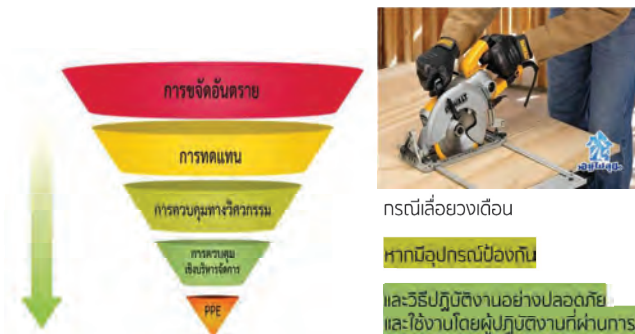 การขจัดอันตราย
การทดแทน
การควบคุมทางวิศวกรรม
การควบคุม
เชิงบริหารจัดการ
PPE
กรณีเลื่อยวงเดือน
หากมีอุปกรณ์ป้องกัน
และวิธีปฏิบัติงานอย่างปลอดภัย
และใช้งานโดยผู้ปฏิบัติงานที่ผ่านการ